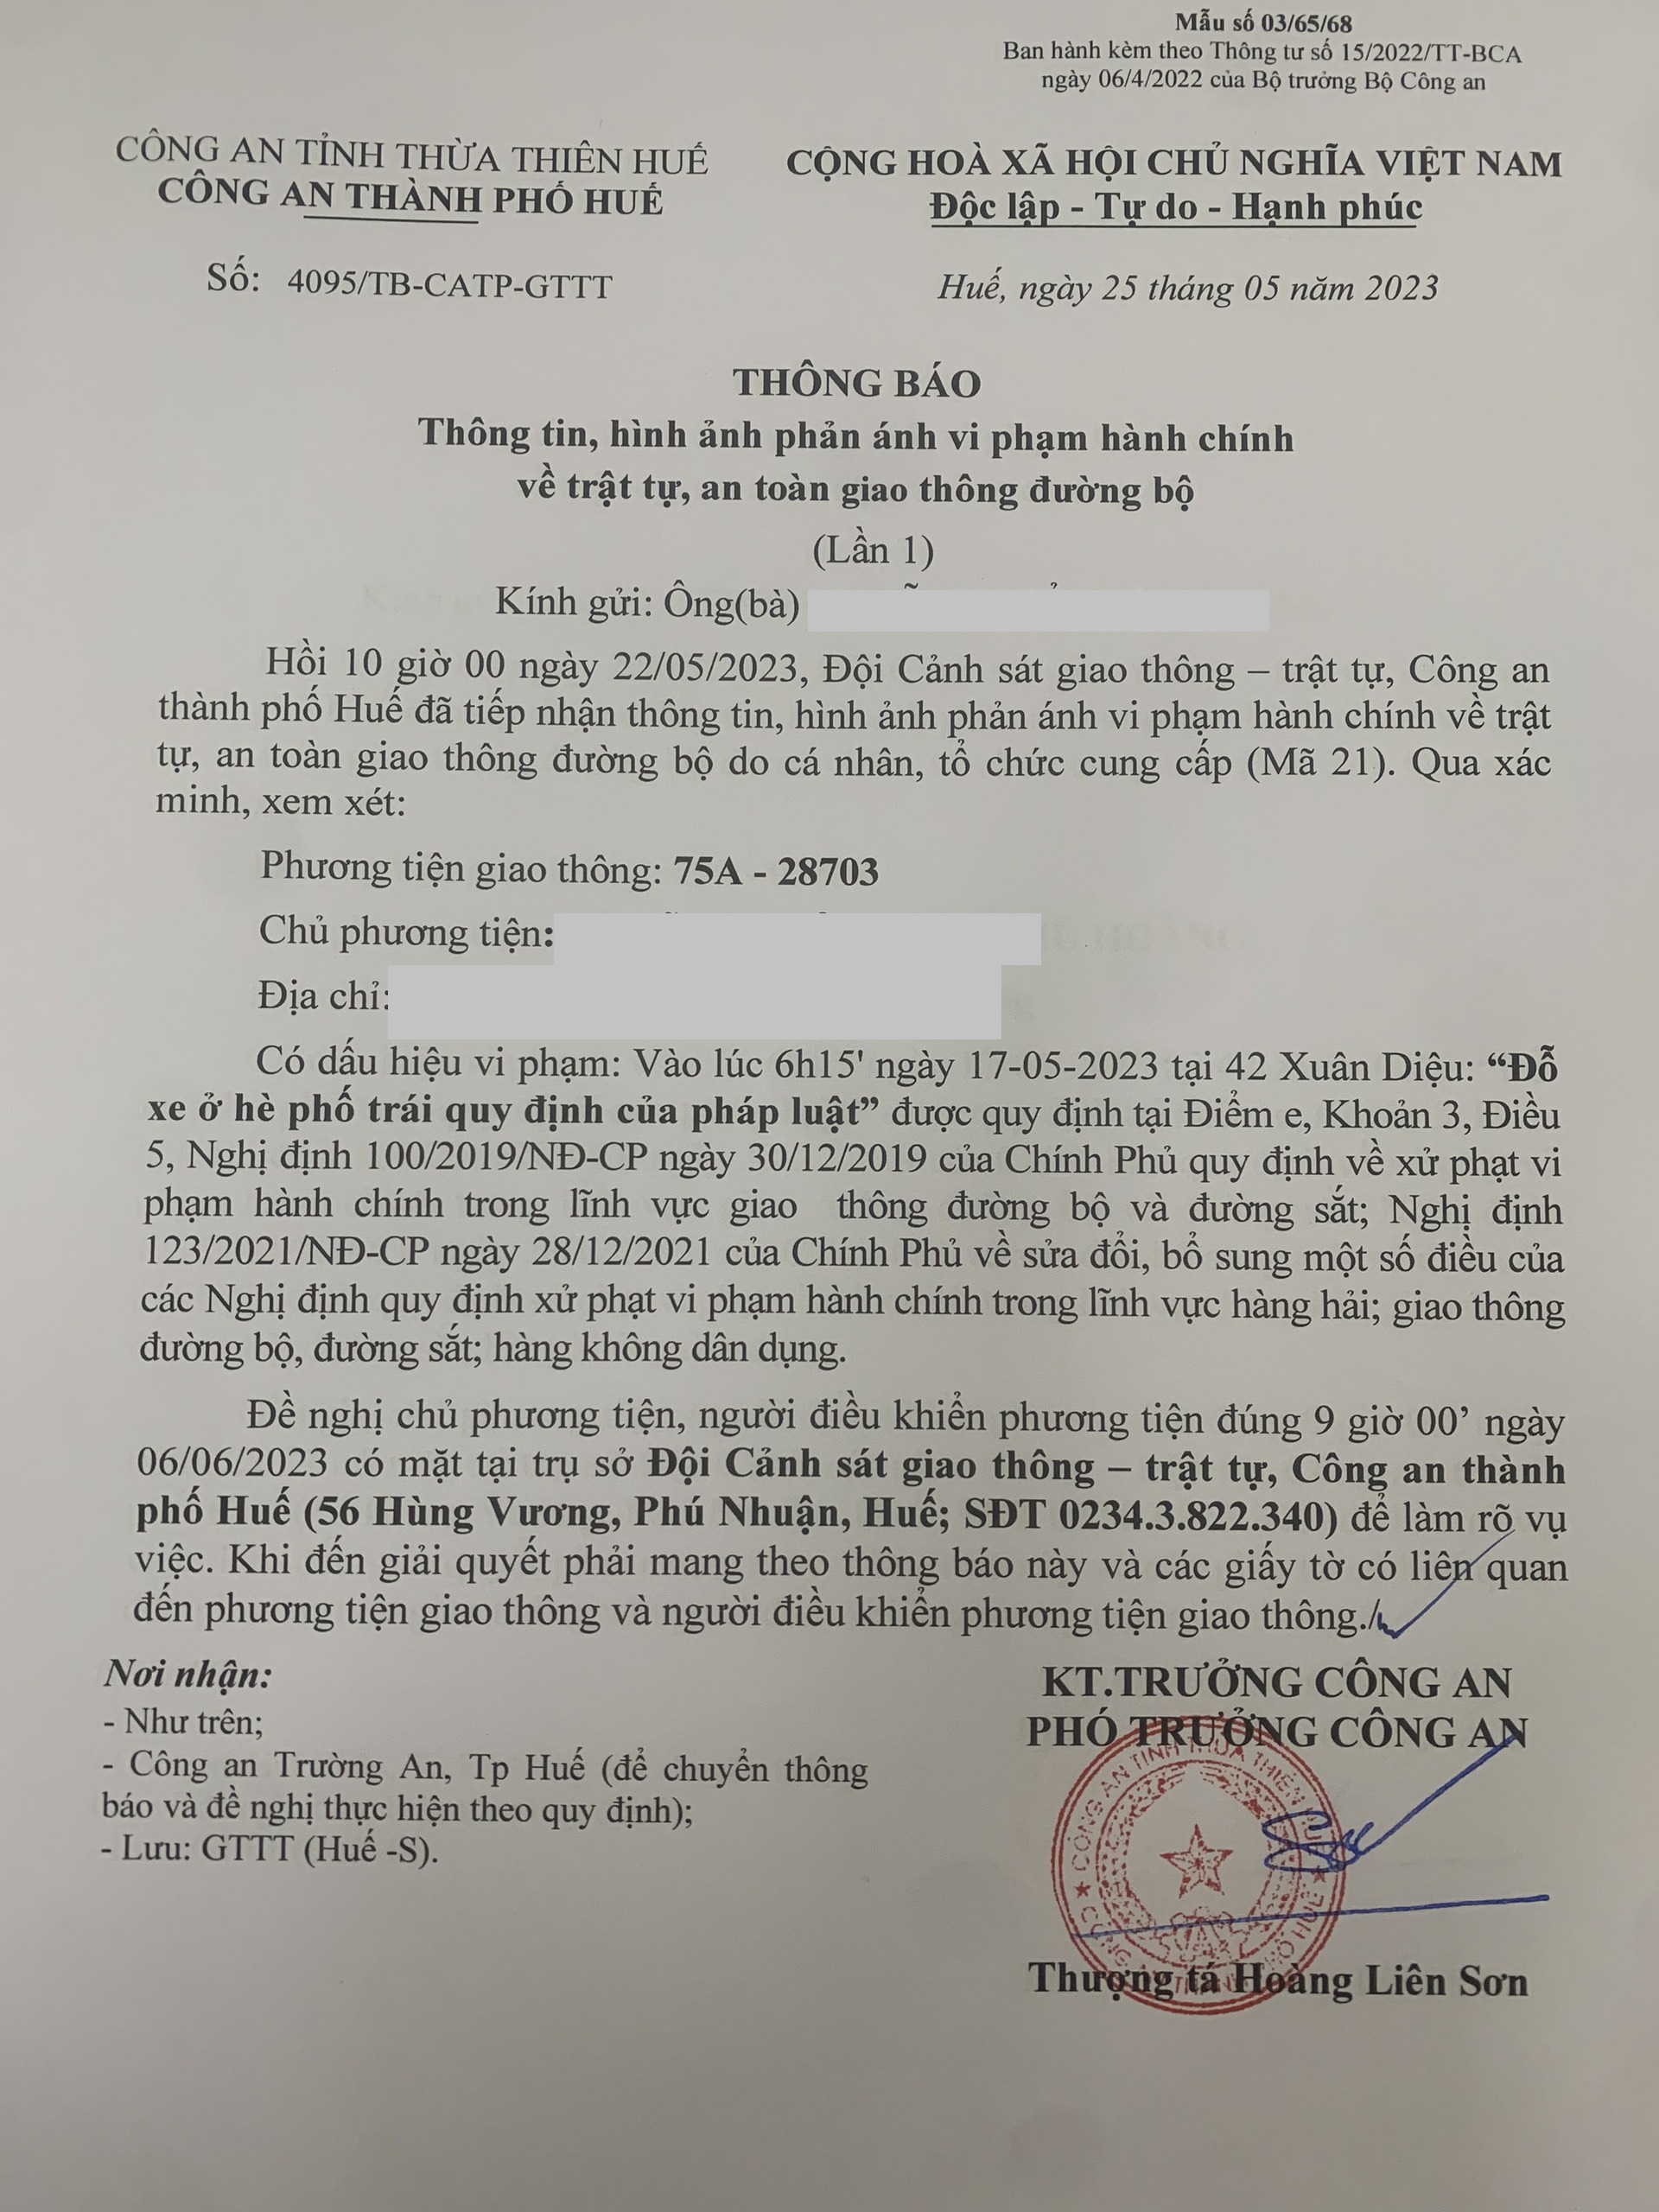 Mẫu số 03/65/68
Ban hành kèm theo Thông tư số 15/2022/TT-BCA
ngày 06/4/2022 của Bộ trưởng Bộ Công an
CÔNG AN TỈNH THỪA THIÊN HUẾ
CÔNG AN THÀNH PHỐ HUẾ
CỘNG HOÀ XÃ HỘI CHỦ NGHĨA VIỆT NAM
Độc lập - Tự do - Hạnh phúc
Số: 4095/TB-CATP-GTTT
Huế, ngày 25 tháng 05 năm 2023
THÔNG BÁO
Thông tin, hình ảnh phản ánh vi phạm hành chính
về trật tự, an toàn giao thông đường bộ
(Lần 1)
Kính gửi: Ông(bà)
Hồi 10 giờ 00 ngày 22/05/2023, Đội Cảnh sát giao thông – trật tự, Công an
thành phố Huế đã tiếp nhận thông tin, hình ảnh phản ánh vi phạm hành chính về trật
tự, an toàn giao thông đường bộ do cá nhân, tổ chức cung cấp (Mã 21). Qua xác
minh, xem xét:
Phương tiện giao thông: 75A - 28703
Chủ phương tiện:
Địa chỉ:
Có dấu hiệu vi phạm: Vào lúc 6h15' ngày 17-05-2023 tại 42 Xuân Diệu: “Đỗ
xe ở hè phố trái quy định của pháp luật” được quy định tại Điểm e, Khoản 3, Điều
5, Nghị định 100/2019/NĐ-CP ngày 30/12/2019 của Chính Phủ quy định về xử phạt vi
phạm hành chính trong lĩnh vực giao thông đường bộ và đường sắt; Nghị định
123/2021/NĐ-CP ngày 28/12/2021 của Chính Phủ về sửa đổi, bổ sung một số điều của
các Nghị định quy định xử phạt vi phạm hành chính trong lĩnh vực hàng hải; giao thông
đường bộ, đường sắt; hàng không dân dụng.
Đề nghị chủ phương tiện, người điều khiển phương tiện đúng 9 giờ 00’ ngày
06/06/2023 có mặt tại trụ sở Đội Cảnh sát giao thông – trật tự, Công an thành
phố Huế (56 Hùng Vương, Phú Nhuận, Huế; SĐT 0234.3.822.340) để làm rõ vụ
việc. Khi đến giải quyết phải mang theo thông báo này và các giấy tờ có liên quan
đến phương tiện giao thông và người điều khiển phương tiện giao thông./.
Nơi nhận:
- Như trên;
- Công an Trường An, Tp Huế (để chuyển thông
báo và đề nghị thực hiện theo quy định);
- Lưu: GTTT (Huế -S).
KT.TRƯỞNG CÔNG AN
PHÓ TRƯỞNG CÔNG AN
CÔNG AN TỈNH THỪA THIÊN HUẾ
Thượng tá Hoàng Liên Sơn